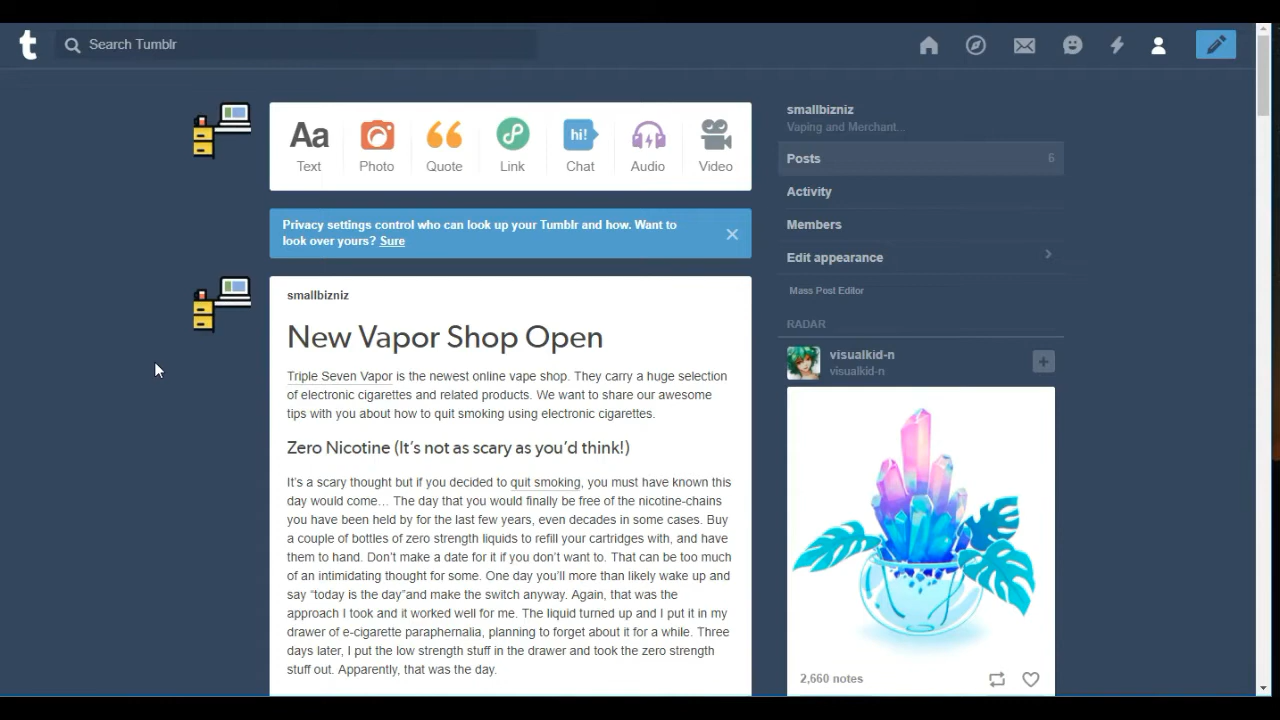 t
Search Tumblr
Aa
hi!
Text
Photo
Quote
Link
Chat
Audio
Video
Privacy settings control who can look up your Tumblr and how. Want to
look over yours? Sure
smallbizniz
New Vapor Shop Open
Triple Seven Vapor is the newest online vape shop. They carry a huge selection
of electronic cigarettes and related products. We want to share our awesome
tips with you about how to quit smoking using electronic cigarettes.
Zero Nicotine (It's not as scary as you'd think!)
It's a scary thought but if you decided to quit smoking, you must have known this
day would come… The day that you would finally be free of the nicotine-chains
you have been held by for the last few years, even decades in some cases. Buy
a couple of bottles of zero strength liquids to refill your cartridges with, and have
them to hand. Don't make a date for it if you don't want to. That can be too much
of an intimidating thought for some. One day you'll more than likely wake up and
say “today is the day”and make the switch anyway. Again, that was the
approach I took and it worked well for me. The liquid turned up and I put it in my
drawer of e-cigarette paraphernalia, planning to forget about it for a while. Three
days later, I put the low strength stuff in the drawer and took the zero strength
stuff out. Apparently, that was the day.
smallbizniz
Vaping and Merchant...
Posts 6
Activity
Members
Edit appearance
Mass Post Editor
RADAR
visualkid-n
visualkid-n
2,660 notes